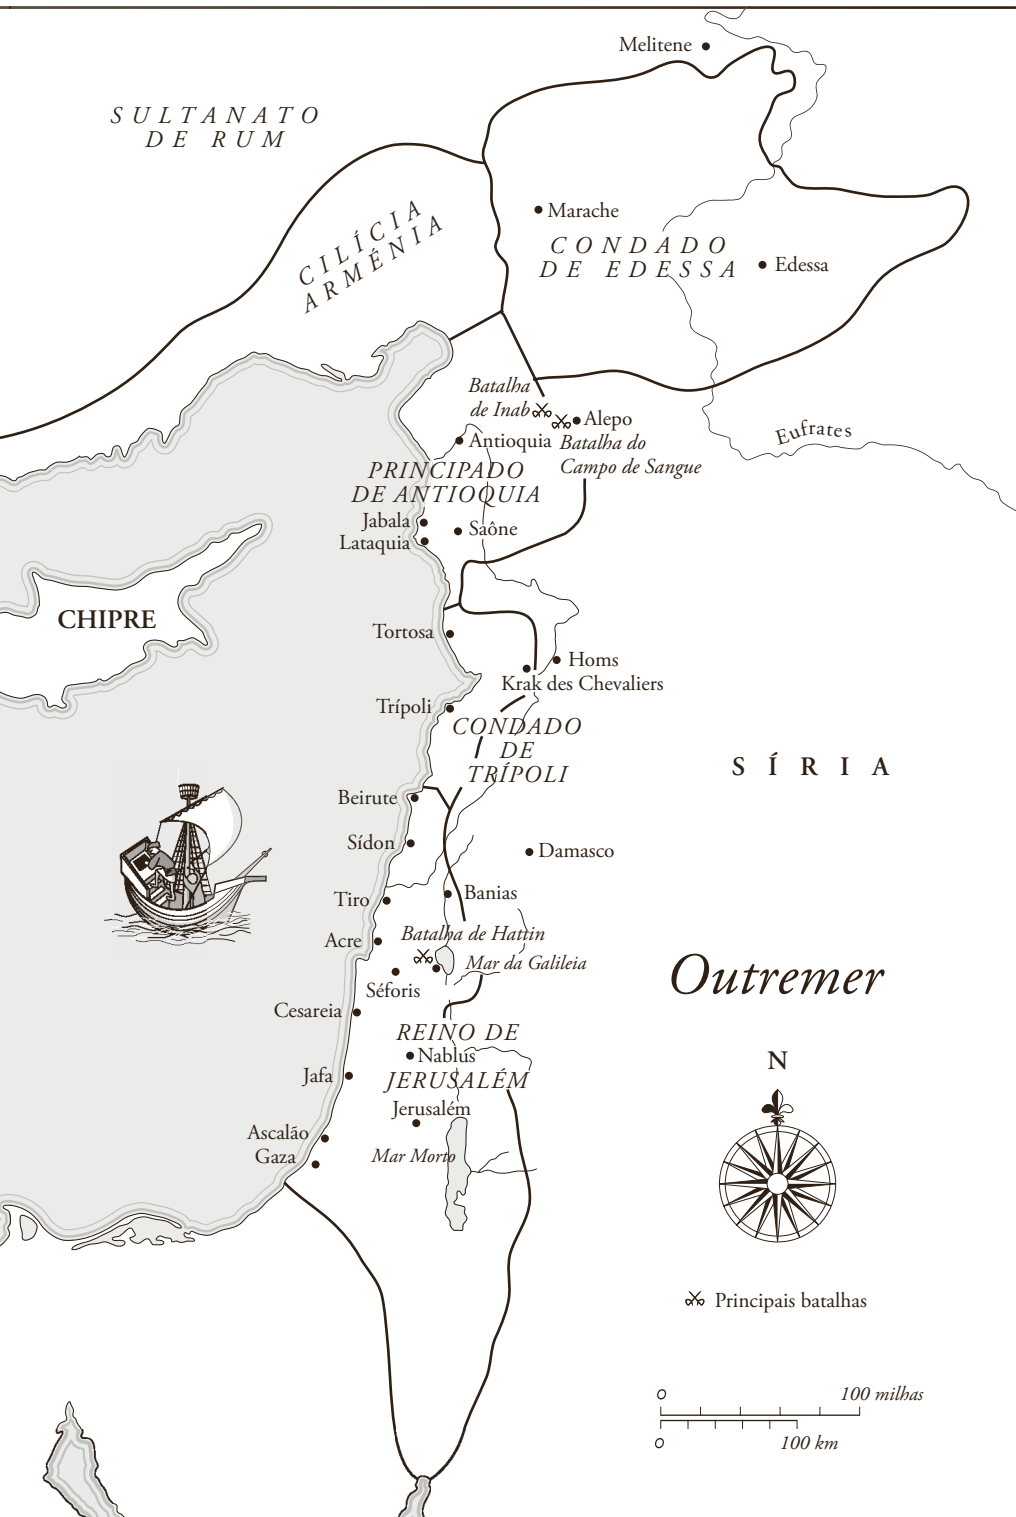 Melitene
SULTANATO
DE RUM
Marache
CILÍCIA
ARMÉNIA
CONDADO
DE EDESSA
Edessa
Batalha
de Inab
Alepo
Eufrates
Antioquia
Batalha do
Campo de Sangue
PRINCIPADO
DE ANTIOQUIA
Jabala
Saône
Lataquia
CHIPRE
Tortosa
Homs
Krak des Chevaliers
Trípoli
CONDADO
DE
TRÍPOLI
SÍRIA
Beirute
Sídon
Damasco
Tiro
Banias
Acre
Batalha de Hattin
Mar da Galileia
Outremer
Séforis
Cesareia
REINO DE
Nablus
JERUSALÉM
N
Jafa
Jerusalém
Ascalão
Gaza
Mar Morto
Principais batalhas
0 100 milhas
0 100 km